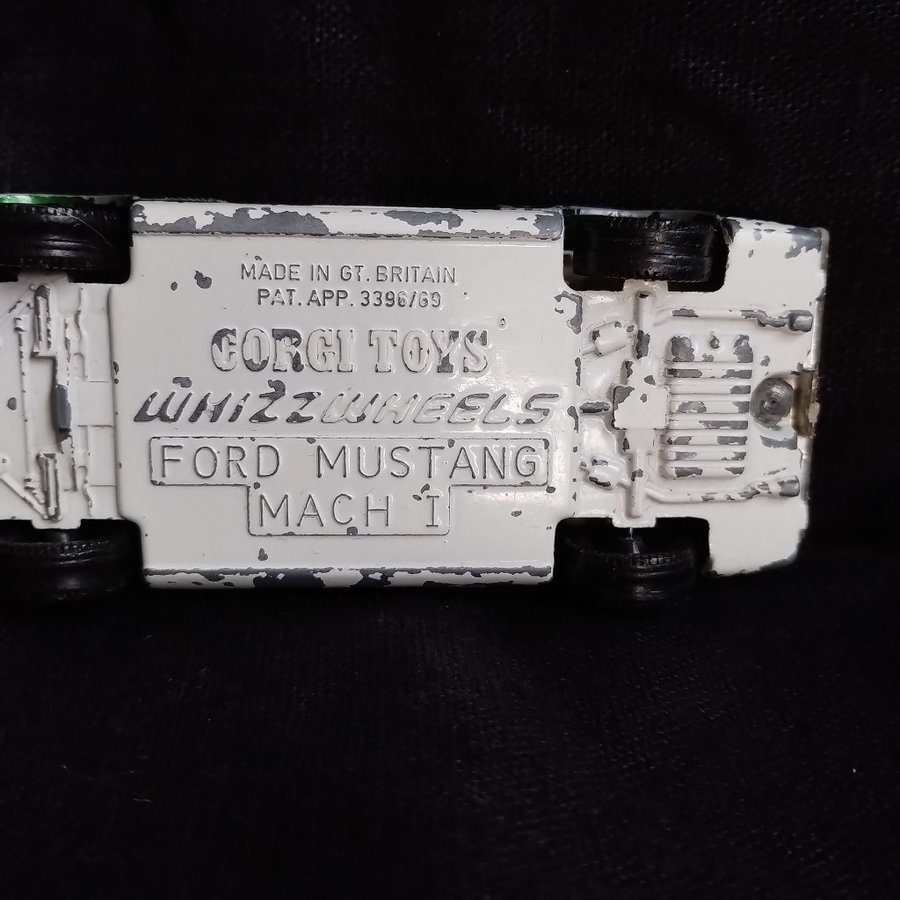 MADE IN GT. BRITAIN
PAT. APP. 3396/69
CORGI TOYS
WHIZZWHEELS
FORD MUSTANG
MACH I